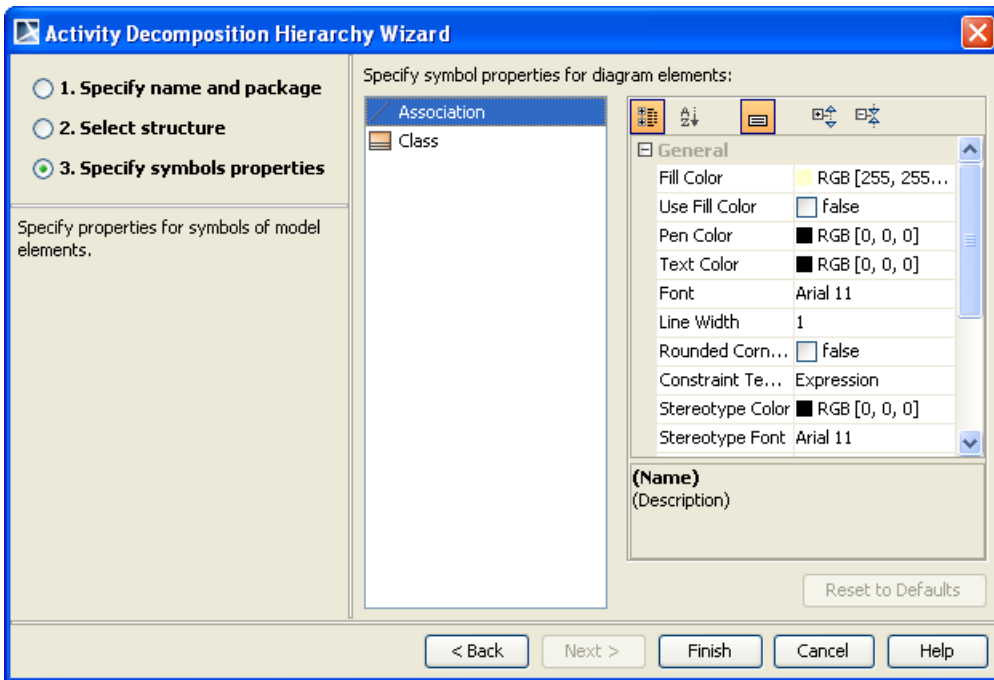 Activity Decomposition Hierarchy Wizard
1. Specify name and package
2. Select structure
3. Specify symbols properties
Specify properties for symbols of model
elements.
Specify symbol properties for diagram elements:
Association
Class
General
Fill Color RGB [255, 255...
Use Fill Color false
Pen Color RGB [0, 0, 0]
Text Color RGB [0, 0, 0]
Font Arial 11
Line Width 1
Rounded Corn... false
Constraint Te... Expression
Stereotype Color RGB [0, 0, 0]
Stereotype Font Arial 11
(Name)
(Description)
Reset to Defaults
< Back Next > Finish Cancel Help